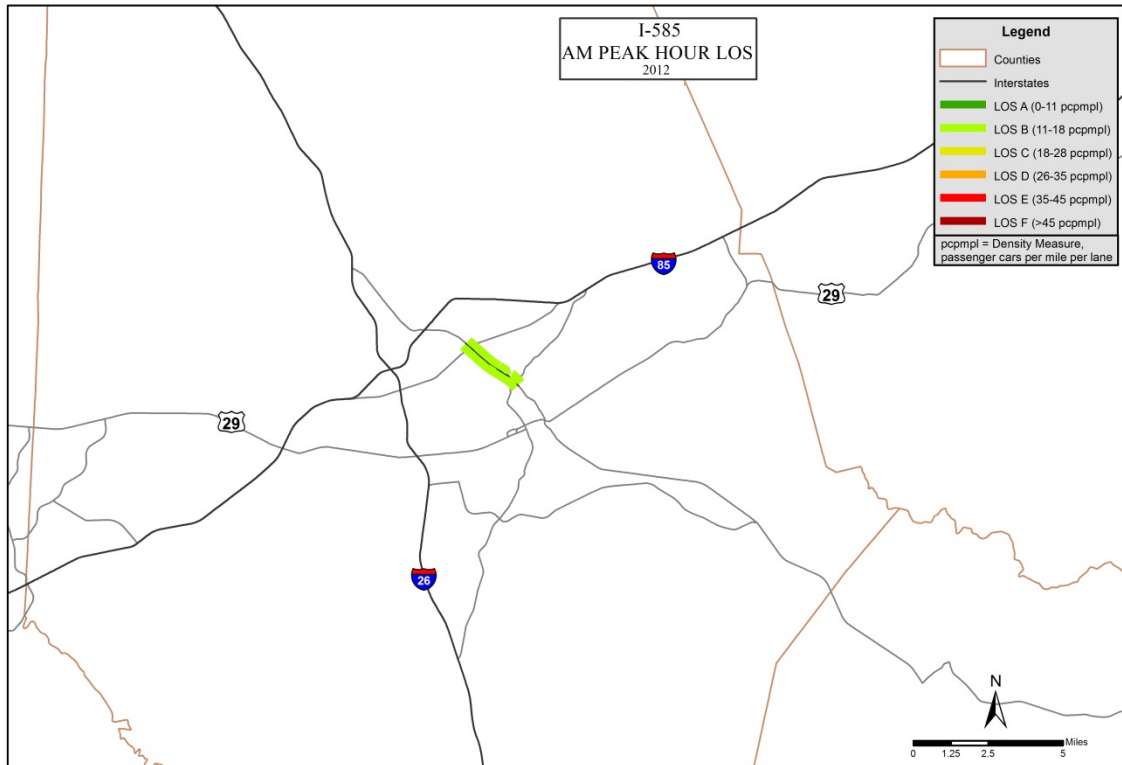 I-585
AM PEAK HOUR LOS
2012
Legend
Counties
Interstates
LOS A (0-11 pcpmpl)
LOS B (11-18 pcpmpl)
LOS C (18-28 pcpmpl)
LOS D (26-35 pcpmpl)
LOS E (35-45 pcpmpl)
LOS F (>45 pcpmpl)
pcpmpl = Density Measure,
passenger cars per mile per lane
85
29
29
26
N
Miles
0 1.25 2.5 5